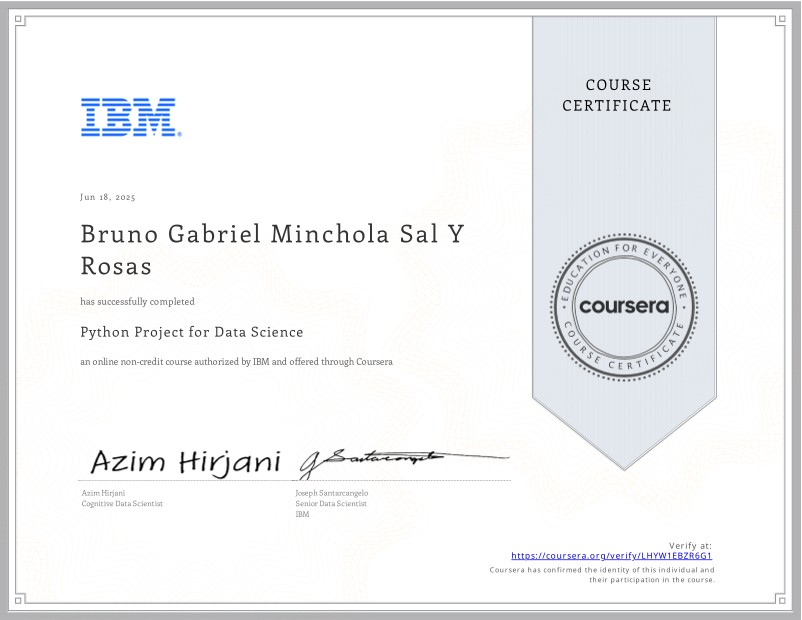 IBM
COURSE
CERTIFICATE
Jun 18, 2025
Bruno Gabriel Minchola Sal Y
Rosas
has successfully completed
Python Project for Data Science
an online non-credit course authorized by IBM and offered through Coursera
EDUCATION FOR EVERYONE
coursera
COURSE CERTIFICATE
Azim Hirjani
J Santarcangelo
Azim Hirjani
Cognitive Data Scientist
Joseph Santarcangelo
Senior Data Scientist
IBM
Verify at:
https://coursera.org/verify/LHYW1EBZR6G1
Coursera has confirmed the identity of this individual and
their participation in the course.